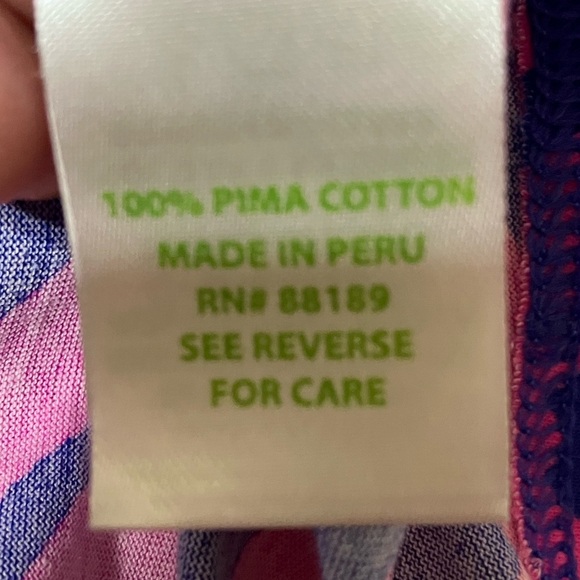 100% PIMA COTTON
MADE IN PERU
RN# 88189
SEE REVERSE
FOR CARE